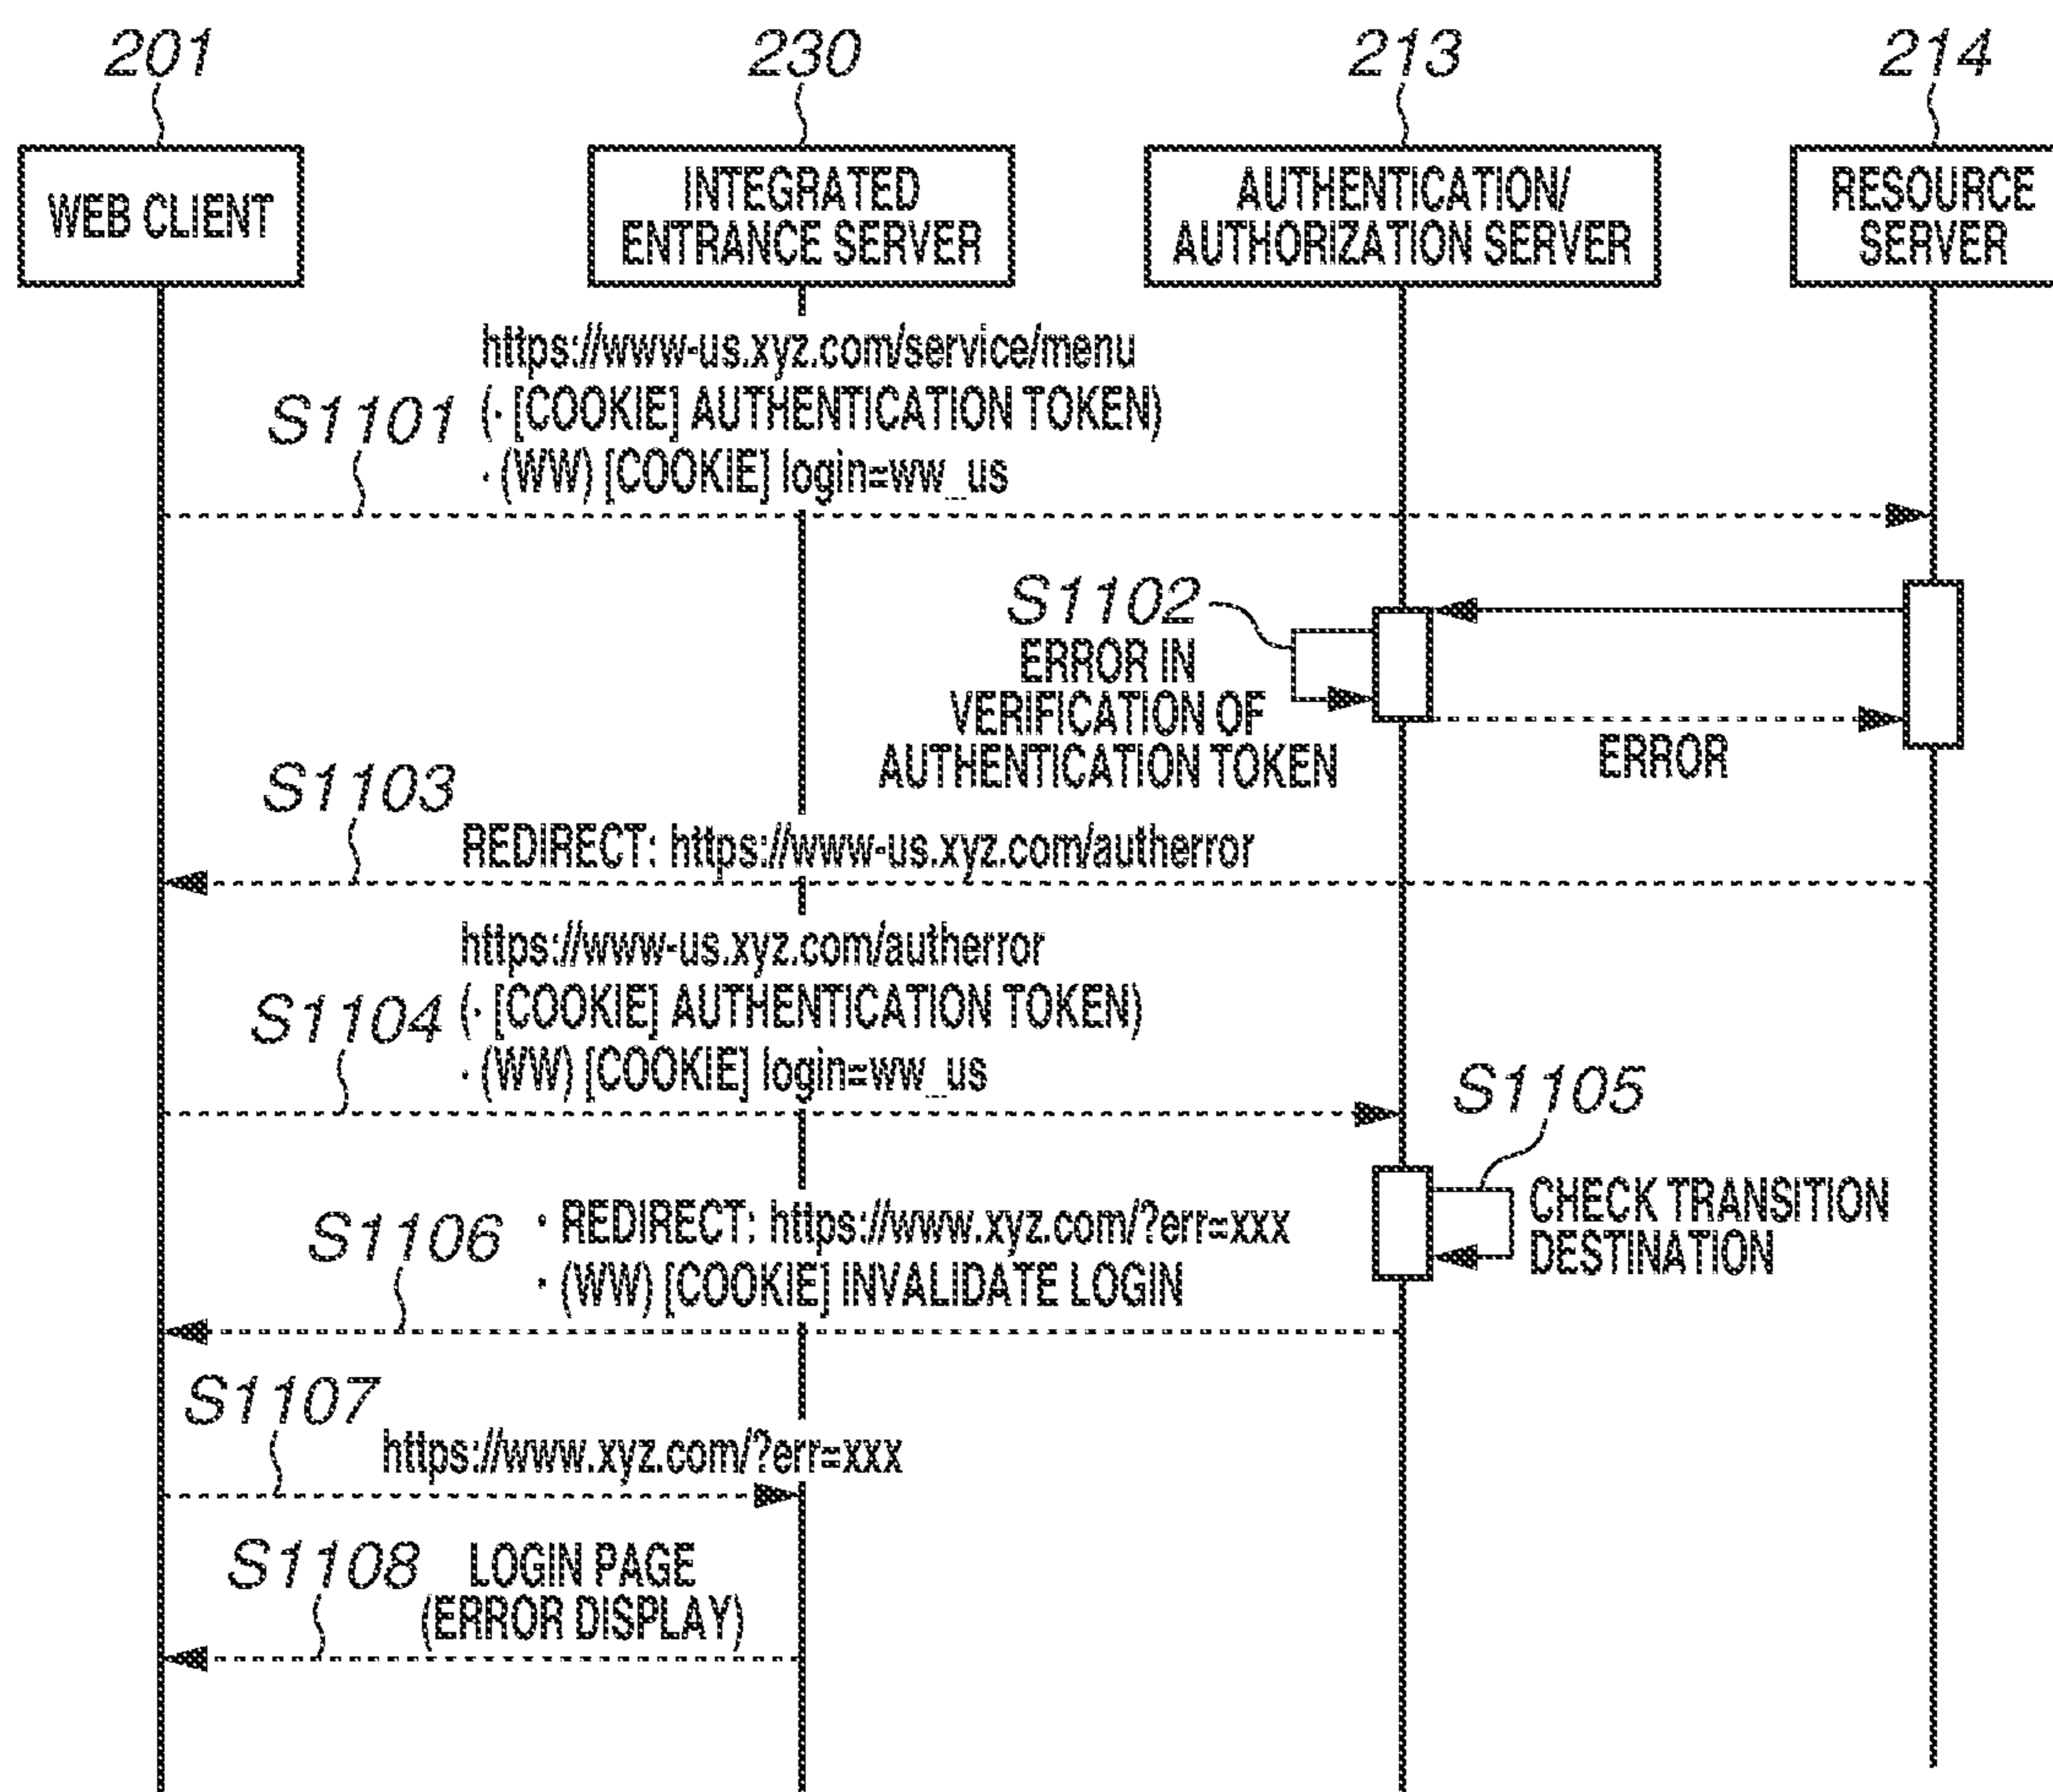 201
230
213
214
WEB CLIENT
INTEGRATED
ENTRANCE SERVER
AUTHENTICATION/
AUTHORIZATION SERVER
RESOURCE
SERVER
https://www-us.xyz.com/service/menu
S1101
(· [COOKIE] AUTHENTICATION TOKEN)
· (WW) [COOKIE] login=ww_us
S1102
ERROR IN
VERIFICATION OF
AUTHENTICATION TOKEN
ERROR
S1103
REDIRECT: https://www-us.xyz.com/autherror
https://www-us.xyz.com/autherror
S1104
(· [COOKIE] AUTHENTICATION TOKEN)
· (WW) [COOKIE] login=ww_us
S1105
CHECK TRANSITION
DESTINATION
S1106
· REDIRECT: https://www.xyz.com/?err=xxx
· (WW) [COOKIE] INVALIDATE LOGIN
S1107
https://www.xyz.com/?err=xxx
S1108
LOGIN PAGE
(ERROR DISPLAY)